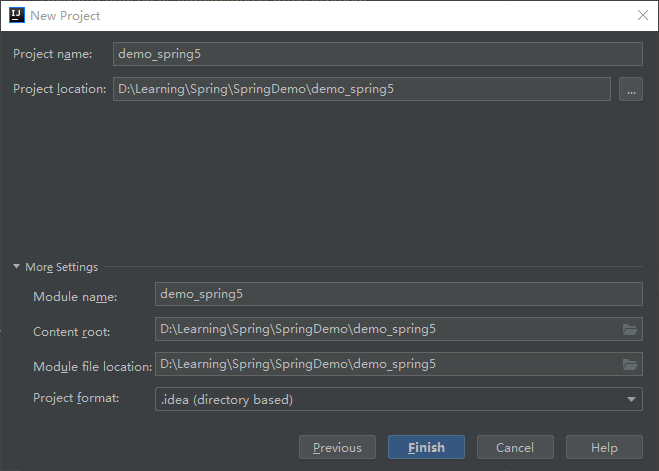 New Project
Project name: demo_spring5
Project location: D:\Learning\Spring\SpringDemo\demo_spring5 ...
More Settings
Module name: demo_spring5
Content root: D:\Learning\Spring\SpringDemo\demo_spring5
Module file location: D:\Learning\Spring\SpringDemo\demo_spring5
Project format: .idea (directory based)
Previous Finish Cancel Help